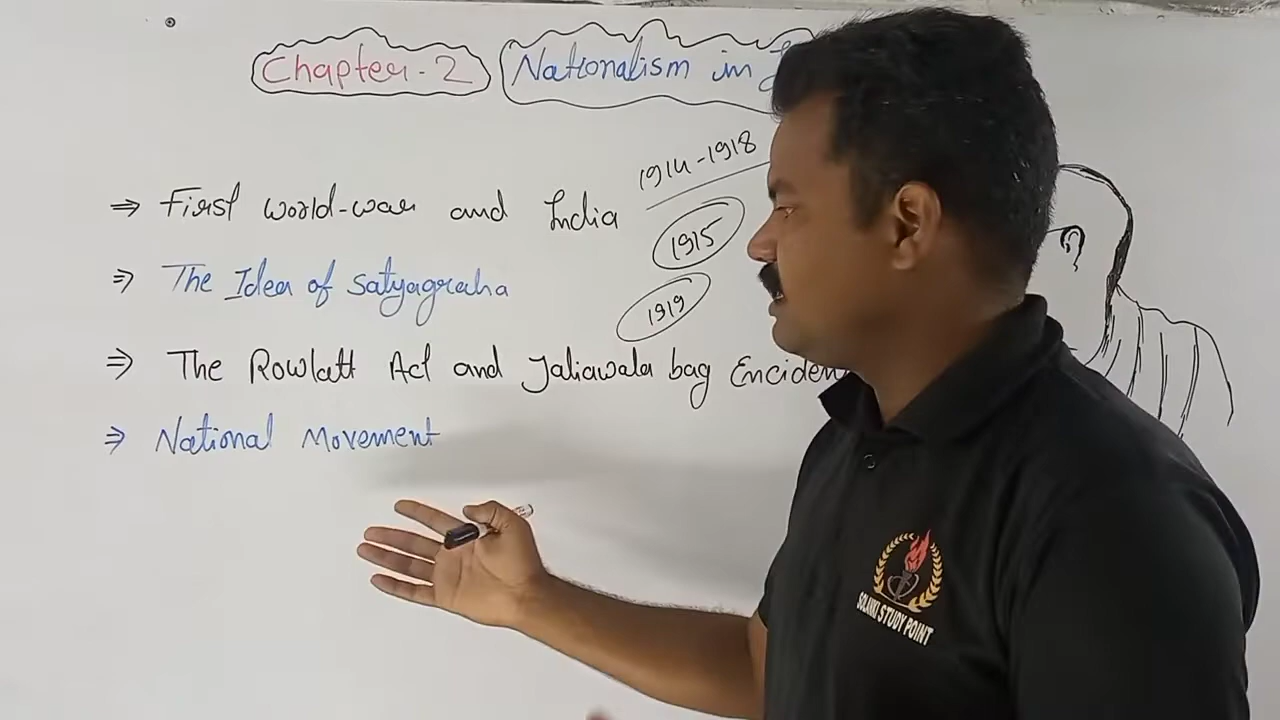 Chapter-2 Nationalism in
1914-1918
⇒ First world-war and India
1915
⇒ The Idea of Satyagraha
1919
⇒ The Rowlatt Act and Jaliawala bag Enciden
⇒ National Movement
SOLANKI STUDY POINT